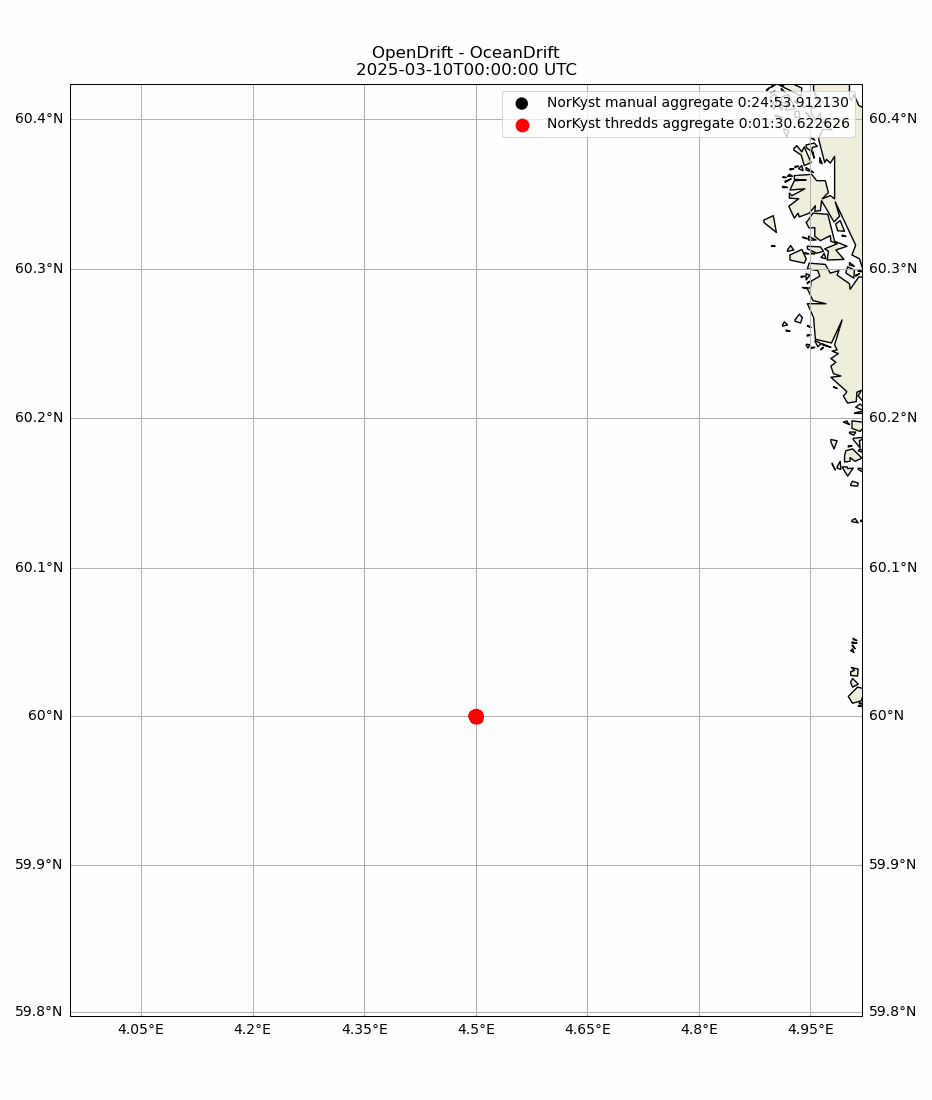 OpenDrift - OceanDrift
2025-03-10T00:00:00 UTC
NorKyst manual aggregate 0:24:53.912130
NorKyst thredds aggregate 0:01:30.622626
60.4°N
60.4°N
60.3°N
60.3°N
60.2°N
60.2°N
60.1°N
60.1°N
60°N
60°N
59.9°N
59.9°N
59.8°N
59.8°N
4.05°E
4.2°E
4.35°E
4.5°E
4.65°E
4.8°E
4.95°E